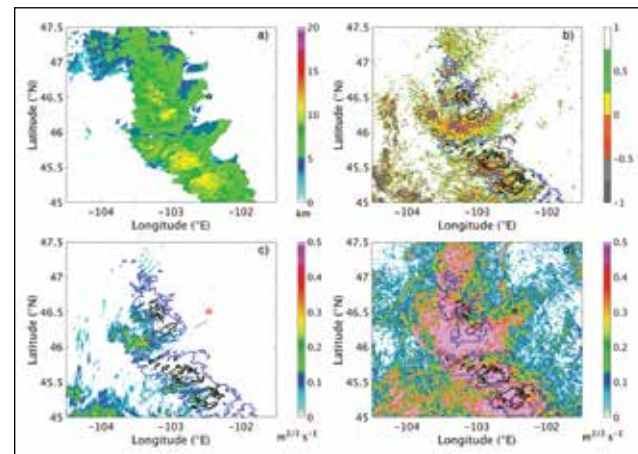 a)
47.5
47
46.5
46
45.5
45
Latitude (°N)
-104 -103 -102
Longitude (°E)
20
15
10
5
0
km
b)
47.5
47
46.5
46
45.5
45
Latitude (°N)
-104 -103 -102
Longitude (°E)
1
0.5
0
-0.5
-1
c)
47.5
47
46.5
46
45.5
45
Latitude (°N)
-104 -103 -102
Longitude (°E)
0.5
0.4
0.3
0.2
0.1
0
m²/³ s⁻¹
d)
47.5
47
46.5
46
45.5
45
Latitude (°N)
-104 -103 -102
Longitude (°E)
0.5
0.4
0.3
0.2
0.1
0
m²/³ s⁻¹